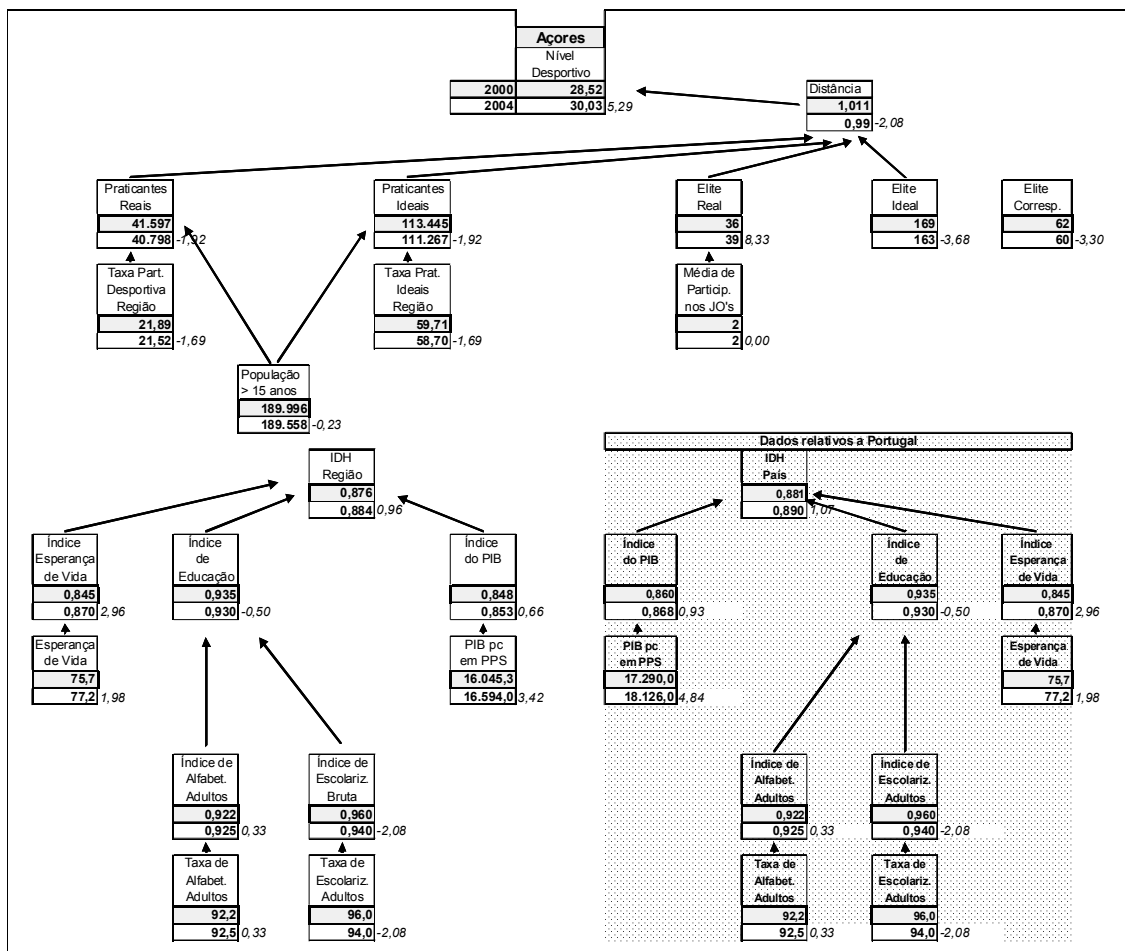 Açores
Nível
Desportivo
2000 28,52
2004 30,03 5,29
Distância
1,011
0,99 -2,08
Praticantes
Reais
41.597
40.798 -1,92
Praticantes
Ideais
113.445
111.267 -1,92
Elite
Real
36
39 8,33
Elite
Ideal
169
163 -3,68
Elite
Corresp.
62
60 -3,30
Taxa Part.
Desportiva
Região
21,89
21,52 -1,69
Taxa Prat.
Ideais
Região
59,71
58,70 -1,69
Média de
Particip.
nos JO's
2
2 0,00
População
> 15 anos
189.996
189.558 -0,23
IDH
Região
0,876
0,884 0,96
Índice
Esperança
de Vida
0,845
0,870 2,96
Índice
de
Educação
0,935
0,930 -0,50
Índice
do PIB
0,848
0,853 0,66
Esperança
de Vida
75,7
77,2 1,98
PIB pc
em PPS
16.045,3
16.594,0 3,42
Índice de
Alfabet.
Adultos
0,922
0,925 0,33
Índice de
Escolariz.
Bruta
0,960
0,940 -2,08
Taxa de
Alfabet.
Adultos
92,2
92,5 0,33
Taxa de
Escolariz.
Adultos
96,0
94,0 -2,08
Dados relativos a Portugal
IDH
País
0,881
0,890 1,07
Índice
do PIB
0,860
0,868 0,93
Índice
de
Educação
0,935
0,930 -0,50
Índice
Esperança
de Vida
0,845
0,870 2,96
PIB pc
em PPS
17.290,0
18.126,0 4,84
Esperança
de Vida
75,7
77,2 1,98
Índice de
Alfabet.
Adultos
0,922
0,925 0,33
Índice de
Escolariz.
Adultos
0,960
0,940 -2,08
Taxa de
Alfabet.
Adultos
92,2
92,5 0,33
Taxa de
Escolariz.
Adultos
96,0
94,0 -2,08